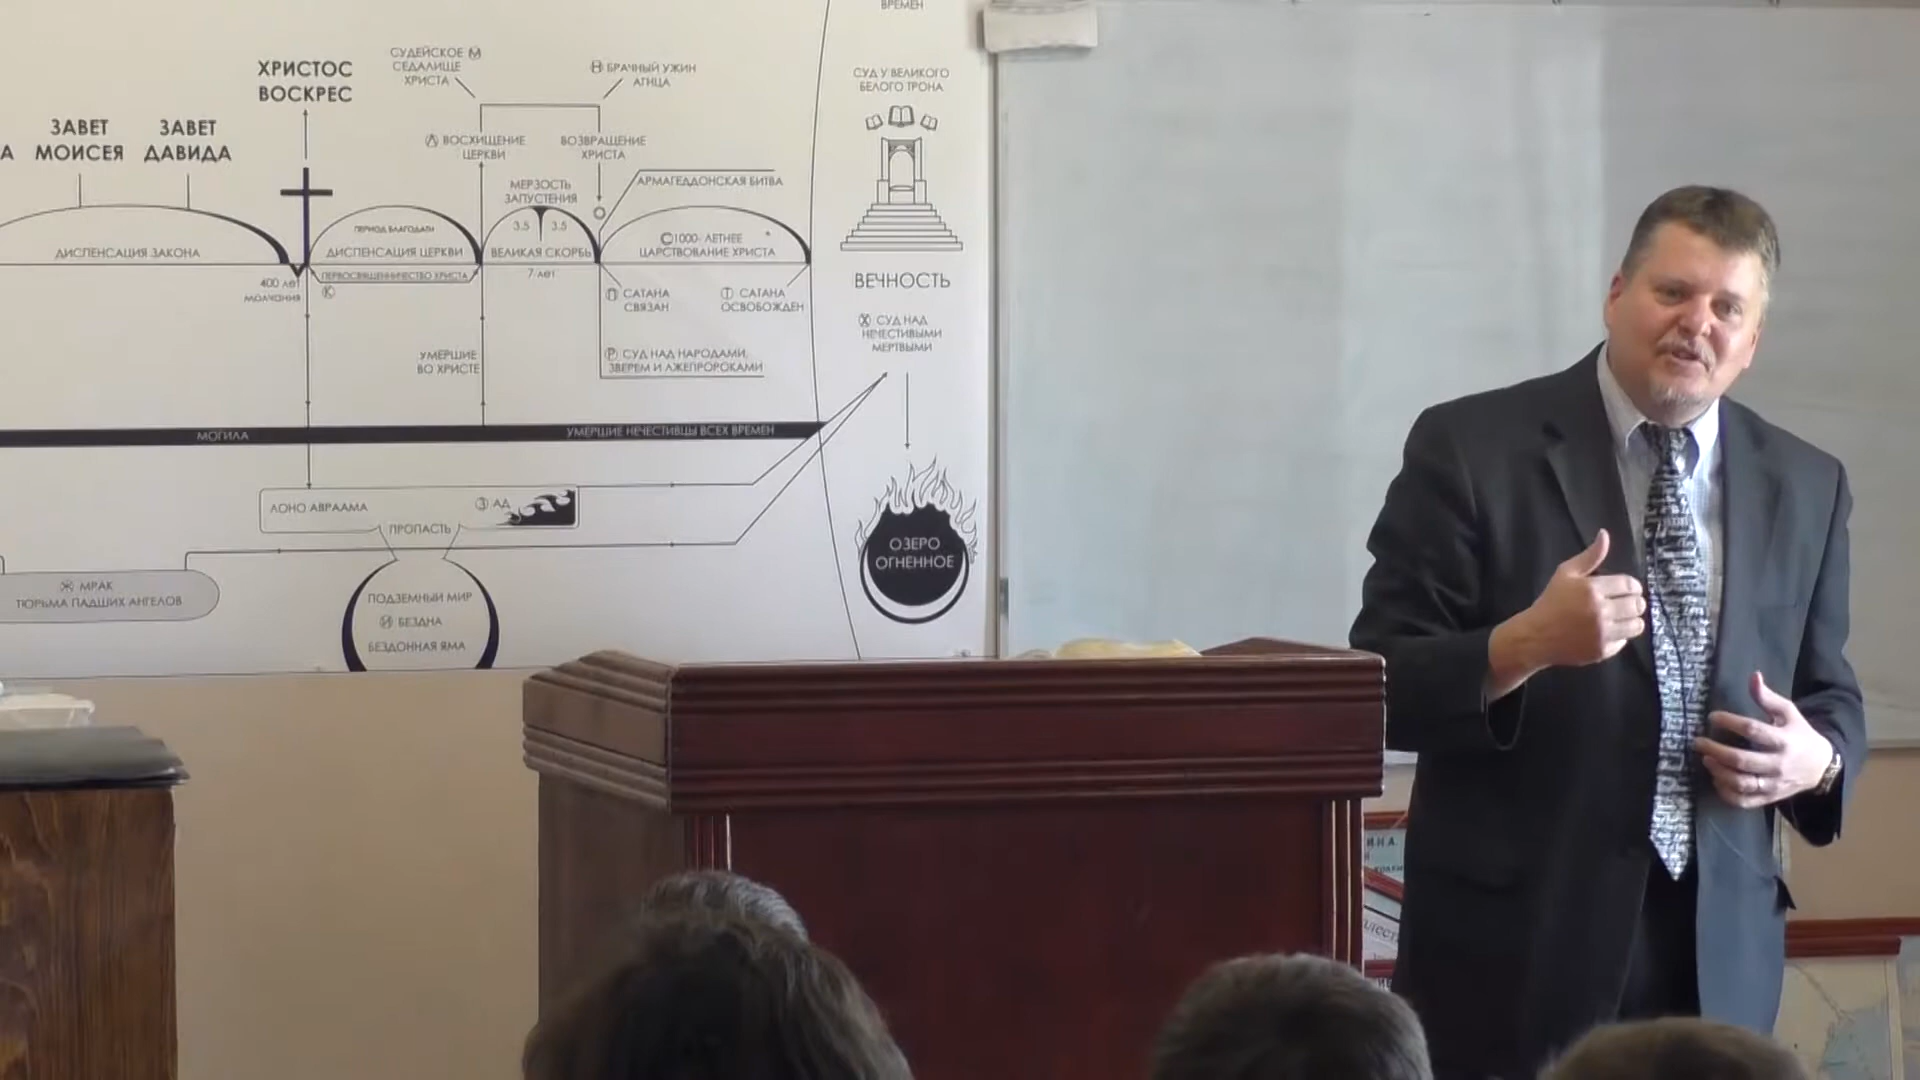 ВРЕМЕН
СУДЕЙСКОЕ М
СЕДАЛИЩЕ
ХРИСТА
Н БРАЧНЫЙ УЖИН
АГНЦА
ХРИСТОС
ВОСКРЕС
СУД У ВЕЛИКОГО
БЕЛОГО ТРОНА
ЗАВЕТ
МОИСЕЯ
ЗАВЕТ
ДАВИДА
А
Л ВОСХИЩЕНИЕ
ЦЕРКВИ
ВОЗВРАЩЕНИЕ
ХРИСТА
МЕРЗОСТЬ
ЗАПУСТЕНИЯ
АРМАГЕДДОНСКАЯ БИТВА
3.5 3.5
ДИСПЕНСАЦИЯ ЗАКОНА
ПЕРИОД БЛАГОДАТИ
ДИСПЕНСАЦИЯ ЦЕРКВИ
ВЕЛИКАЯ СКОРБЬ
С 1000- ЛЕТНЕЕ
ЦАРСТВОВАНИЕ ХРИСТА
400 лет
молчания
ПЕРВОСВЯЩЕННИЧЕСТВО ХРИСТА
К
7 лет
П САТАНА
СВЯЗАН
Т САТАНА
ОСВОБОЖДЕН
ВЕЧНОСТЬ
Х СУД НАД
НЕЧЕСТИВЫМИ
МЕРТВЫМИ
УМЕРШИЕ
ВО ХРИСТЕ
Р СУД НАД НАРОДАМИ,
ЗВЕРЕМ И ЛЖЕПРОРОКАМИ
МОГИЛА
УМЕРШИЕ НЕЧЕСТИВЦЫ ВСЕХ ВРЕМЕН
ЛОНО АВРААМА
З АД
ПРОПАСТЬ
ОЗЕРО
ОГНЕННОЕ
Ж МРАК
ТЮРЬМА ПАДШИХ АНГЕЛОВ
ПОДЗЕМНЫЙ МИР
И БЕЗДНА
БЕЗДОННАЯ ЯМА